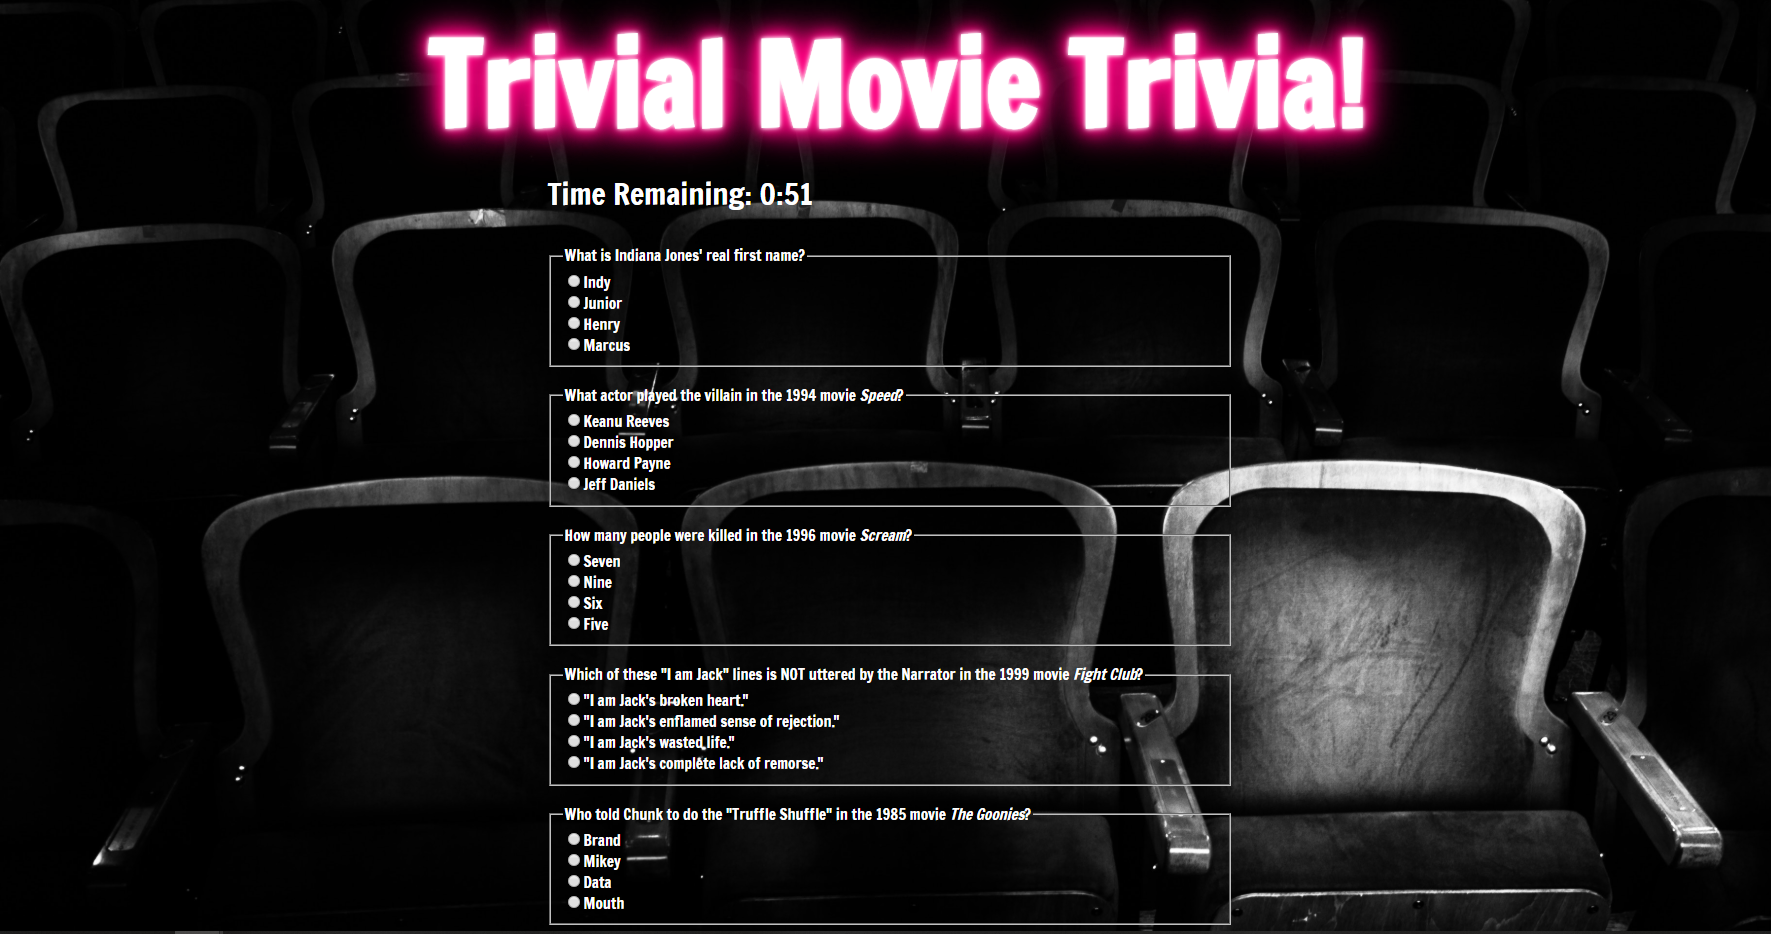 Trivial Movie Trivia!
Time Remaining: 0:51
What is Indiana Jones' real first name?
Indy
Junior
Henry
Marcus
What actor played the villain in the 1994 movie Speed?
Keanu Reeves
Dennis Hopper
Howard Payne
Jeff Daniels
How many people were killed in the 1996 movie Scream?
Seven
Nine
Six
Five
Which of these "I am Jack" lines is NOT uttered by the Narrator in the 1999 movie Fight Club?
"I am Jack's broken heart."
"I am Jack's enflamed sense of rejection."
"I am Jack's wasted life."
"I am Jack's complete lack of remorse."
Who told Chunk to do the "Truffle Shuffle" in the 1985 movie The Goonies?
Brand
Mikey
Data
Mouth